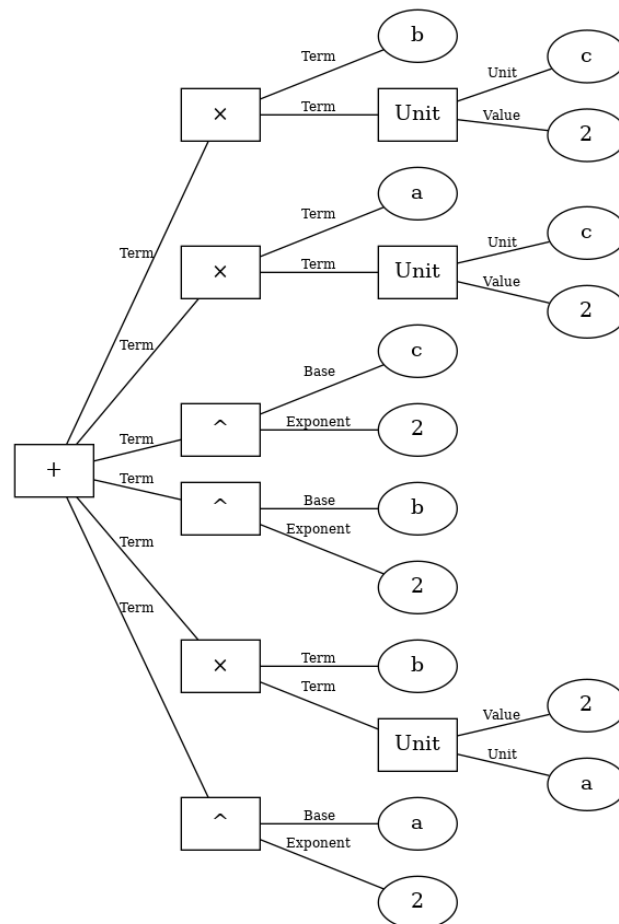 b
Term
c
Unit
×
Term
Unit
Value
2
a
Term
Term
c
Unit
×
Term
Unit
Value
2
Term
c
Base
^
Exponent
2
Term
+
Term
^
Base
b
Exponent
2
Term
Term
×
Term
b
Term
2
Value
Unit
Unit
a
^
Base
a
Exponent
2